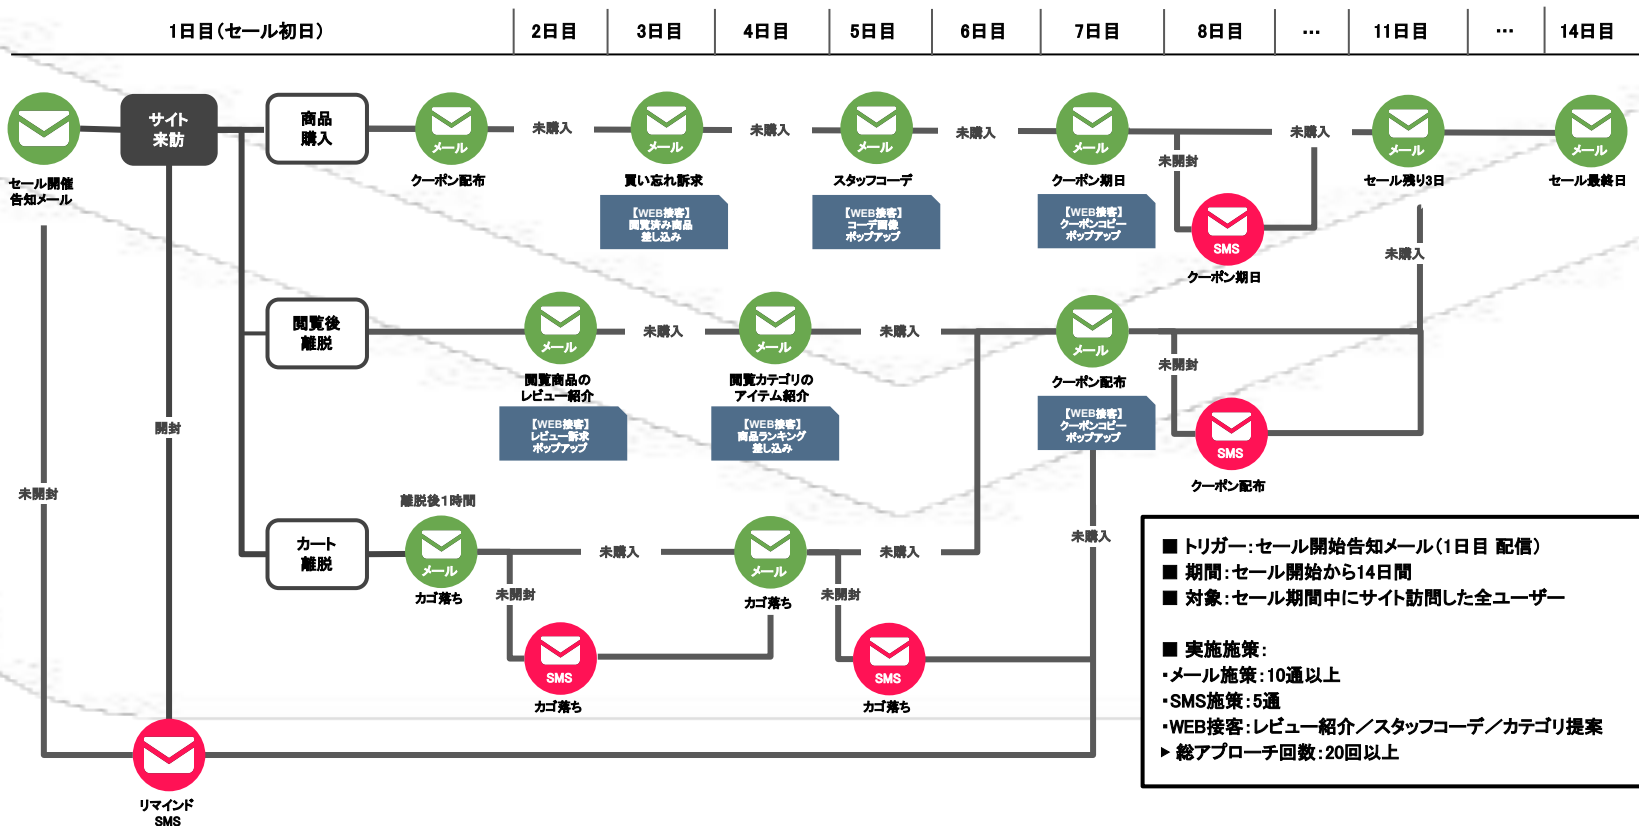 1日目(セール初日)
2日目
3日目
4日目
5日目
6日目
7日目
8日目
…
11日目
…
14日目
セール開催
告知メール
サイト
来訪
商品
購入
メール
クーポン配布
未購入
メール
買い忘れ訴求
【WEB接客】
閲覧済み商品
差し込み
未購入
メール
スタッフコーデ
【WEB接客】
コーデ画像
ポップアップ
未購入
メール
クーポン期日
【WEB接客】
クーポンコピー
ポップアップ
未開封
SMS
クーポン期日
未購入
メール
セール残り3日
メール
セール最終日
未購入
閲覧後
離脱
メール
閲覧商品の
レビュー紹介
【WEB接客】
レビュー訴求
ポップアップ
未購入
メール
閲覧カテゴリの
アイテム紹介
【WEB接客】
商品ランキング
差し込み
未購入
メール
クーポン配布
【WEB接客】
クーポンコピー
ポップアップ
未開封
SMS
クーポン配布
開封
未開封
カート
離脱
離脱後1時間
メール
カゴ落ち
未開封
SMS
カゴ落ち
未購入
メール
カゴ落ち
未開封
SMS
カゴ落ち
未購入
未購入
リマインド
SMS
■ トリガー:セール開始告知メール(1日目 配信)
■ 期間:セール開始から14日間
■ 対象:セール期間中にサイト訪問した全ユーザー
■ 実施施策:
・メール施策:10通以上
・SMS施策:5通
・WEB接客:レビュー紹介/スタッフコーデ/カテゴリ提案
▶ 総アプローチ回数:20回以上